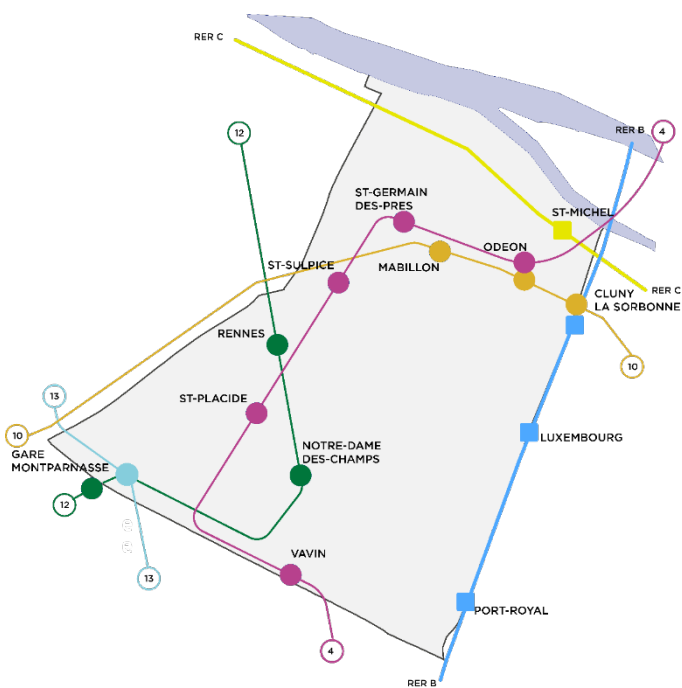 RER C
12
RER B
4
ST-GERMAIN
DES-PRES
ST-MICHEL
ODEON
ST-SULPICE
MABILLON
RER C
CLUNY
LA SORBONNE
RENNES
10
13
ST-PLACIDE
10
LUXEMBOURG
GARE
MONTPARNASSE
NOTRE-DAME
DES-CHAMPS
12
VAVIN
13
PORT-ROYAL
4
RER B